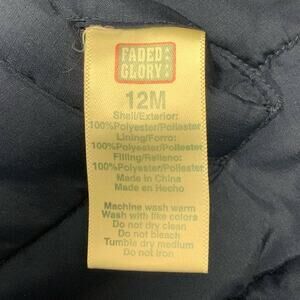 FADED
GLORY
12M
Shell/Exterior:
100%Polyester/Poliester
Lining/Forro:
100%Polyester/Poliester
Filling/Relleno:
100%Polyester/Poliester
Made in China
Made en Hecho
Machine wash warm
Wash with like colors
Do not dry clean
Do not bleach
Tumble dry medium
Do not iron